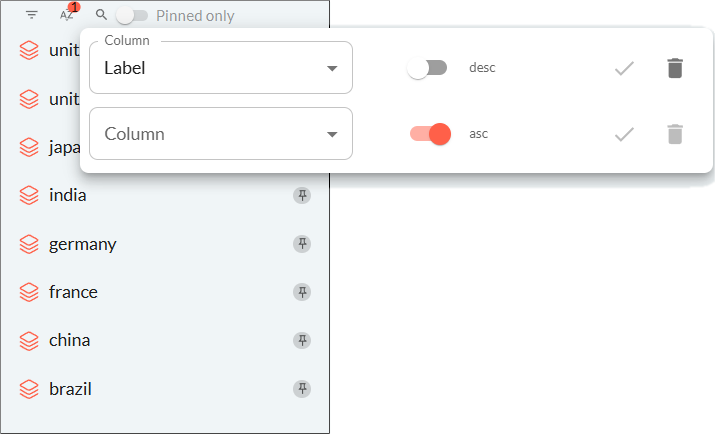 AZ 1 Pinned only
Column
unit
Label
desc
unit
japa
Column
asc
india
germany
france
china
brazil